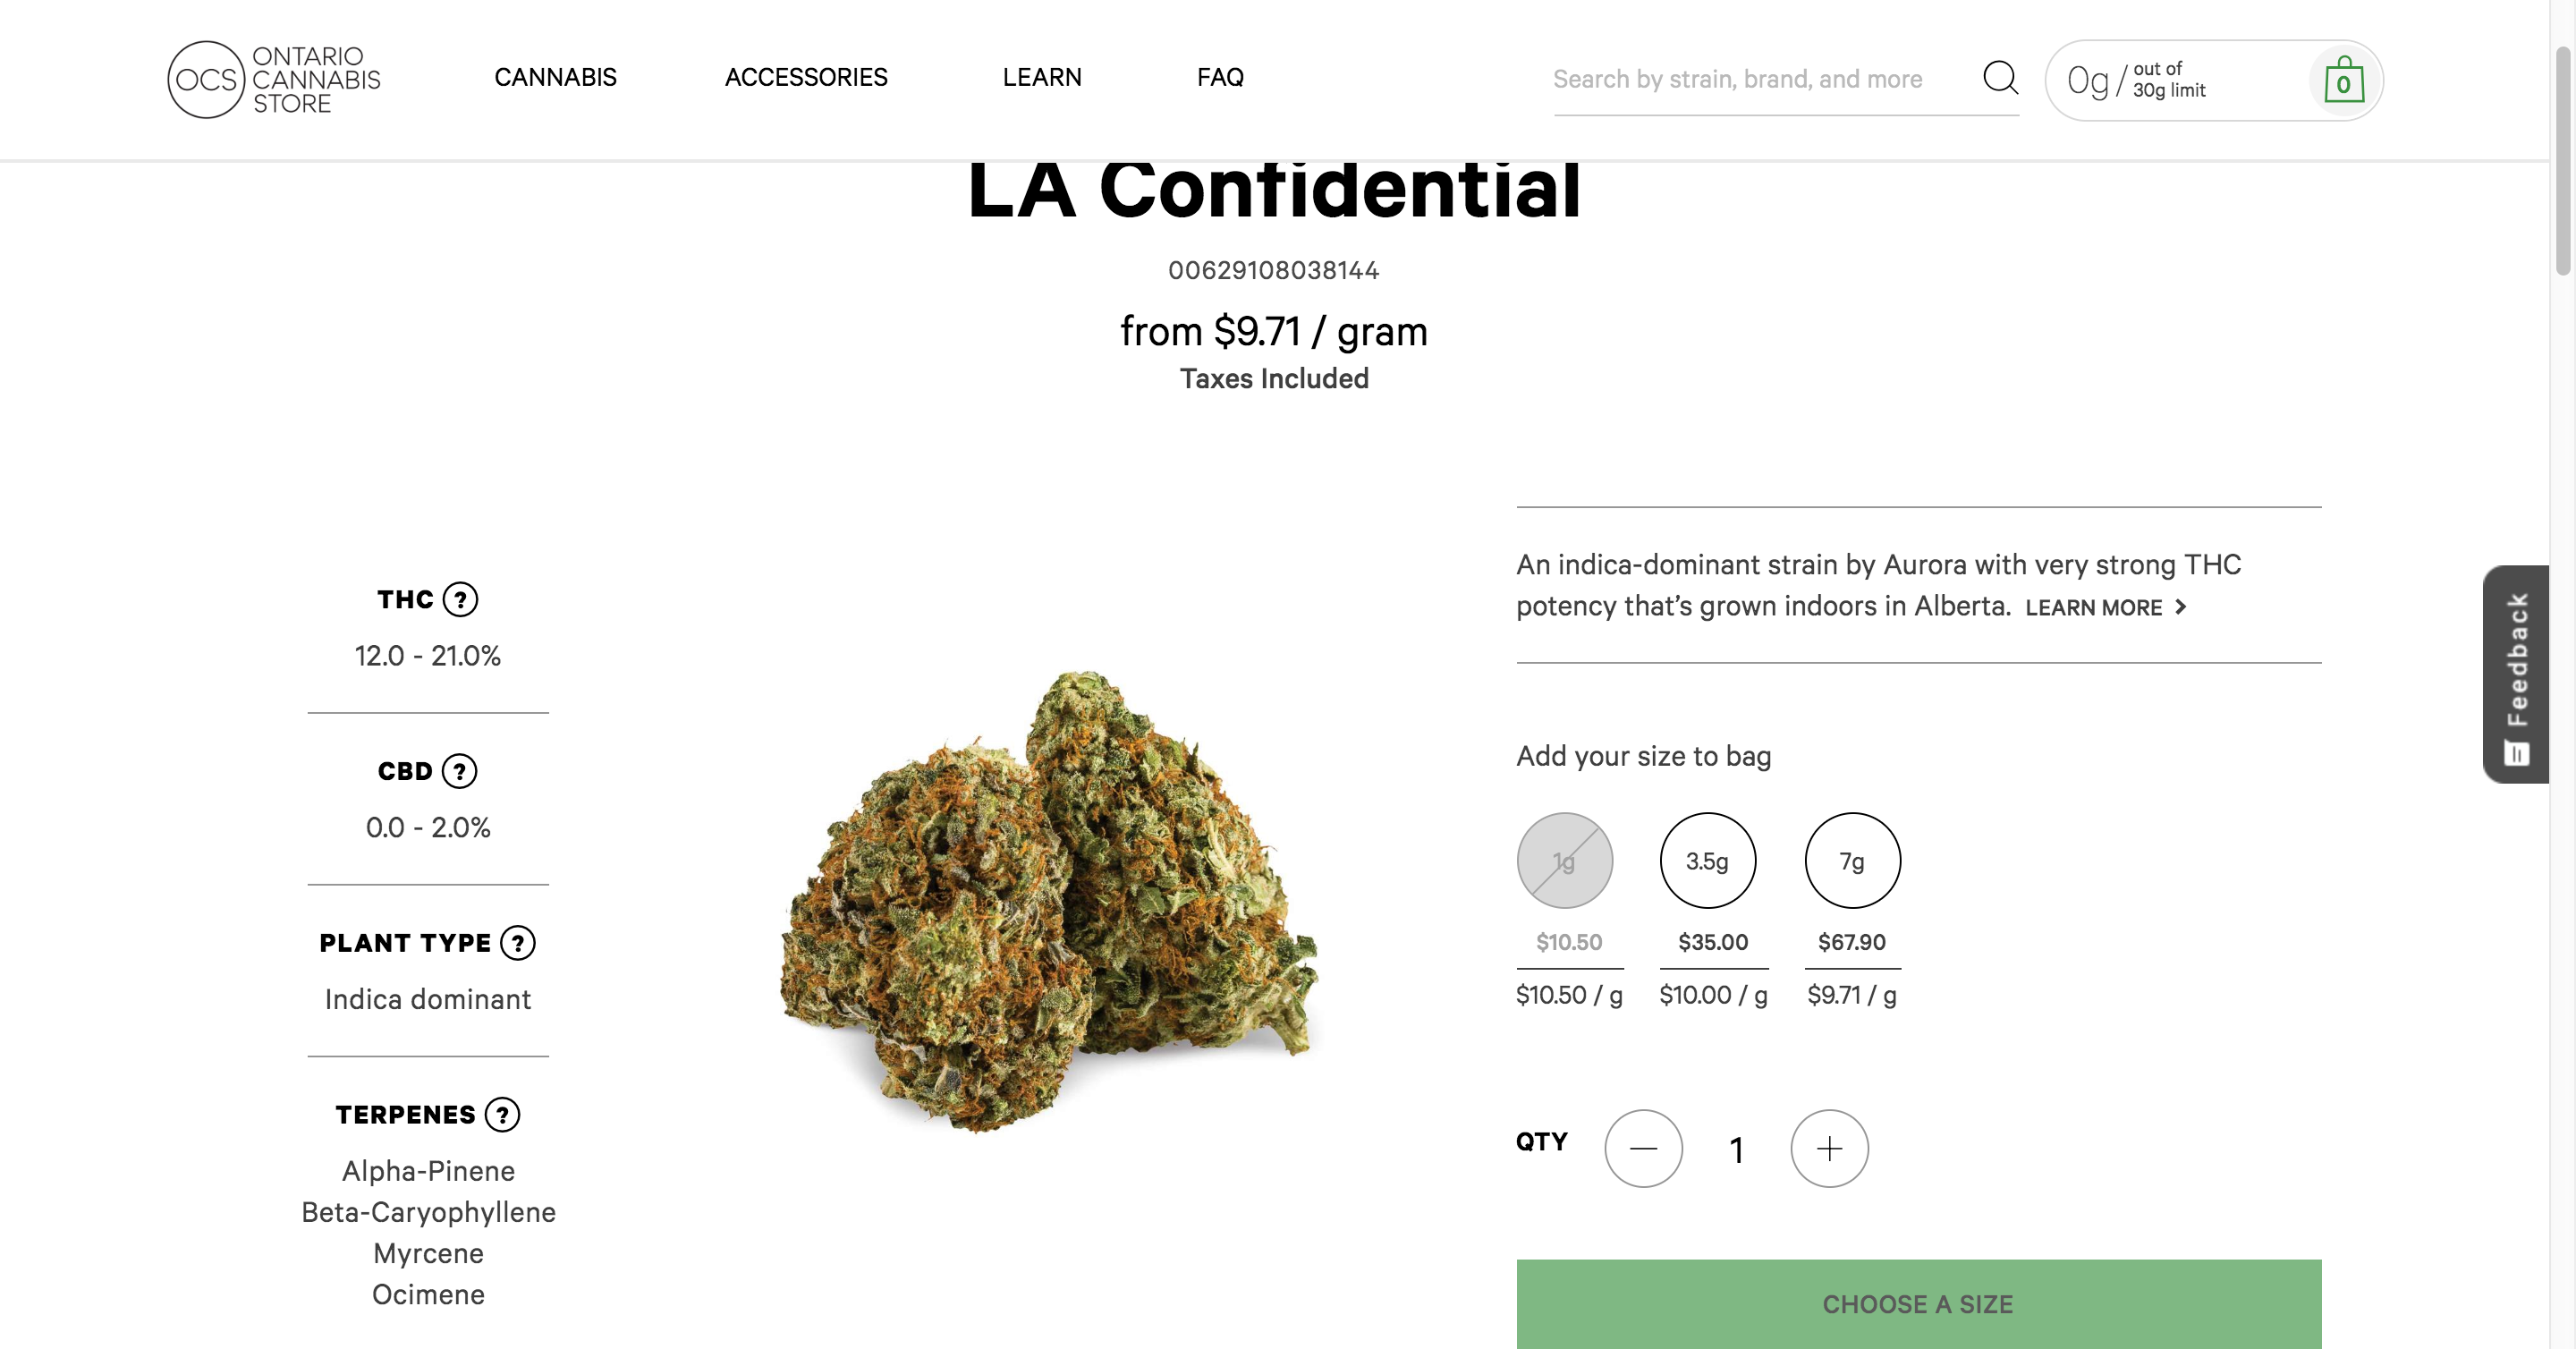 OCS
ONTARIO
CANNABIS
STORE
CANNABIS
ACCESSORIES
LEARN
FAQ
Search by strain, brand, and more
0g / out of
30g limit
0
LA Confidential
00629108038144
from $9.71 / gram
Taxes Included
THC ?
12.0 - 21.0%
CBD ?
0.0 - 2.0%
PLANT TYPE ?
Indica dominant
TERPENES ?
Alpha-Pinene
Beta-Caryophyllene
Myrcene
Ocimene
An indica-dominant strain by Aurora with very strong THC
potency that’s grown indoors in Alberta. LEARN MORE >
Add your size to bag
1g 3.5g 7g
$10.50 $35.00 $67.90
$10.50 / g $10.00 / g $9.71 / g
QTY − 1 +
CHOOSE A SIZE
Feedback